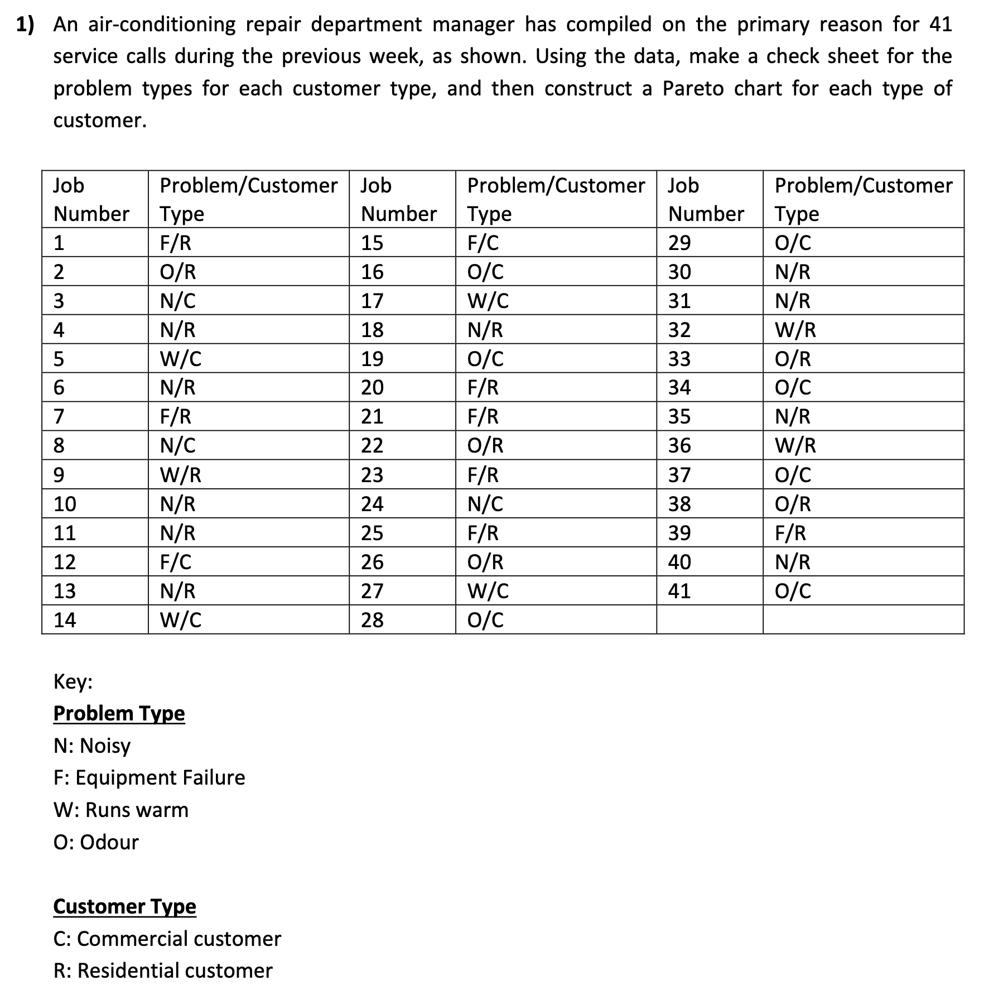 1) An air-conditioning repair department manager has compiled on the primary reason for 41
service calls during the previous week, as shown. Using the data, make a check sheet for the
problem types for each customer type, and then construct a Pareto chart for each type of
customer.
Job Number Problem/Customer Type Job Number Problem/Customer Type Job Number Problem/Customer Type
1 F/R 15 F/C 29 O/C
2 O/R 16 O/C 30 N/R
3 N/C 17 W/C 31 N/R
4 N/R 18 N/R 32 W/R
5 W/C 19 O/C 33 O/R
6 N/R 20 F/R 34 O/C
7 F/R 21 F/R 35 N/R
8 N/C 22 O/R 36 W/R
9 W/R 23 F/R 37 O/C
10 N/R 24 N/C 38 O/R
11 N/R 25 F/R 39 F/R
12 F/C 26 O/R 40 N/R
13 N/R 27 W/C 41 O/C
14 W/C 28 O/C
Key:
Problem Type
N: Noisy
F: Equipment Failure
W: Runs warm
O: Odour
Customer Type
C: Commercial customer
R: Residential customer